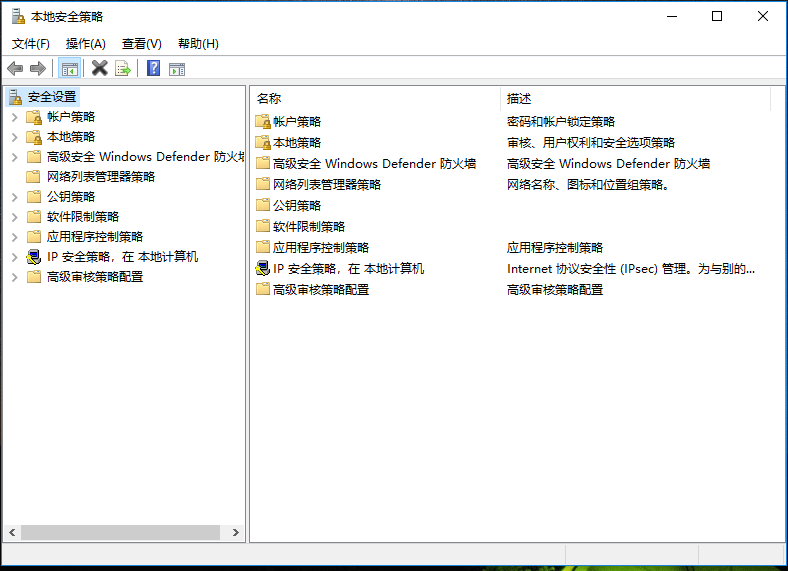 本地安全策略
文件(F) 操作(A) 查看(V) 帮助(H)
安全设置
帐户策略
本地策略
高级安全 Windows Defender 防火墙
网络列表管理器策略
公钥策略
软件限制策略
应用程序控制策略
IP 安全策略，在 本地计算机
高级审核策略配置
名称 描述
帐户策略 密码和帐户锁定策略
本地策略 审核、用户权利和安全选项策略
高级安全 Windows Defender 防火墙 高级安全 Windows Defender 防火墙
网络列表管理器策略 网络名称、图标和位置组策略。
公钥策略
软件限制策略
应用程序控制策略 应用程序控制策略
IP 安全策略，在 本地计算机 Internet 协议安全性 (IPsec) 管理。为与别的...
高级审核策略配置 高级审核策略配置